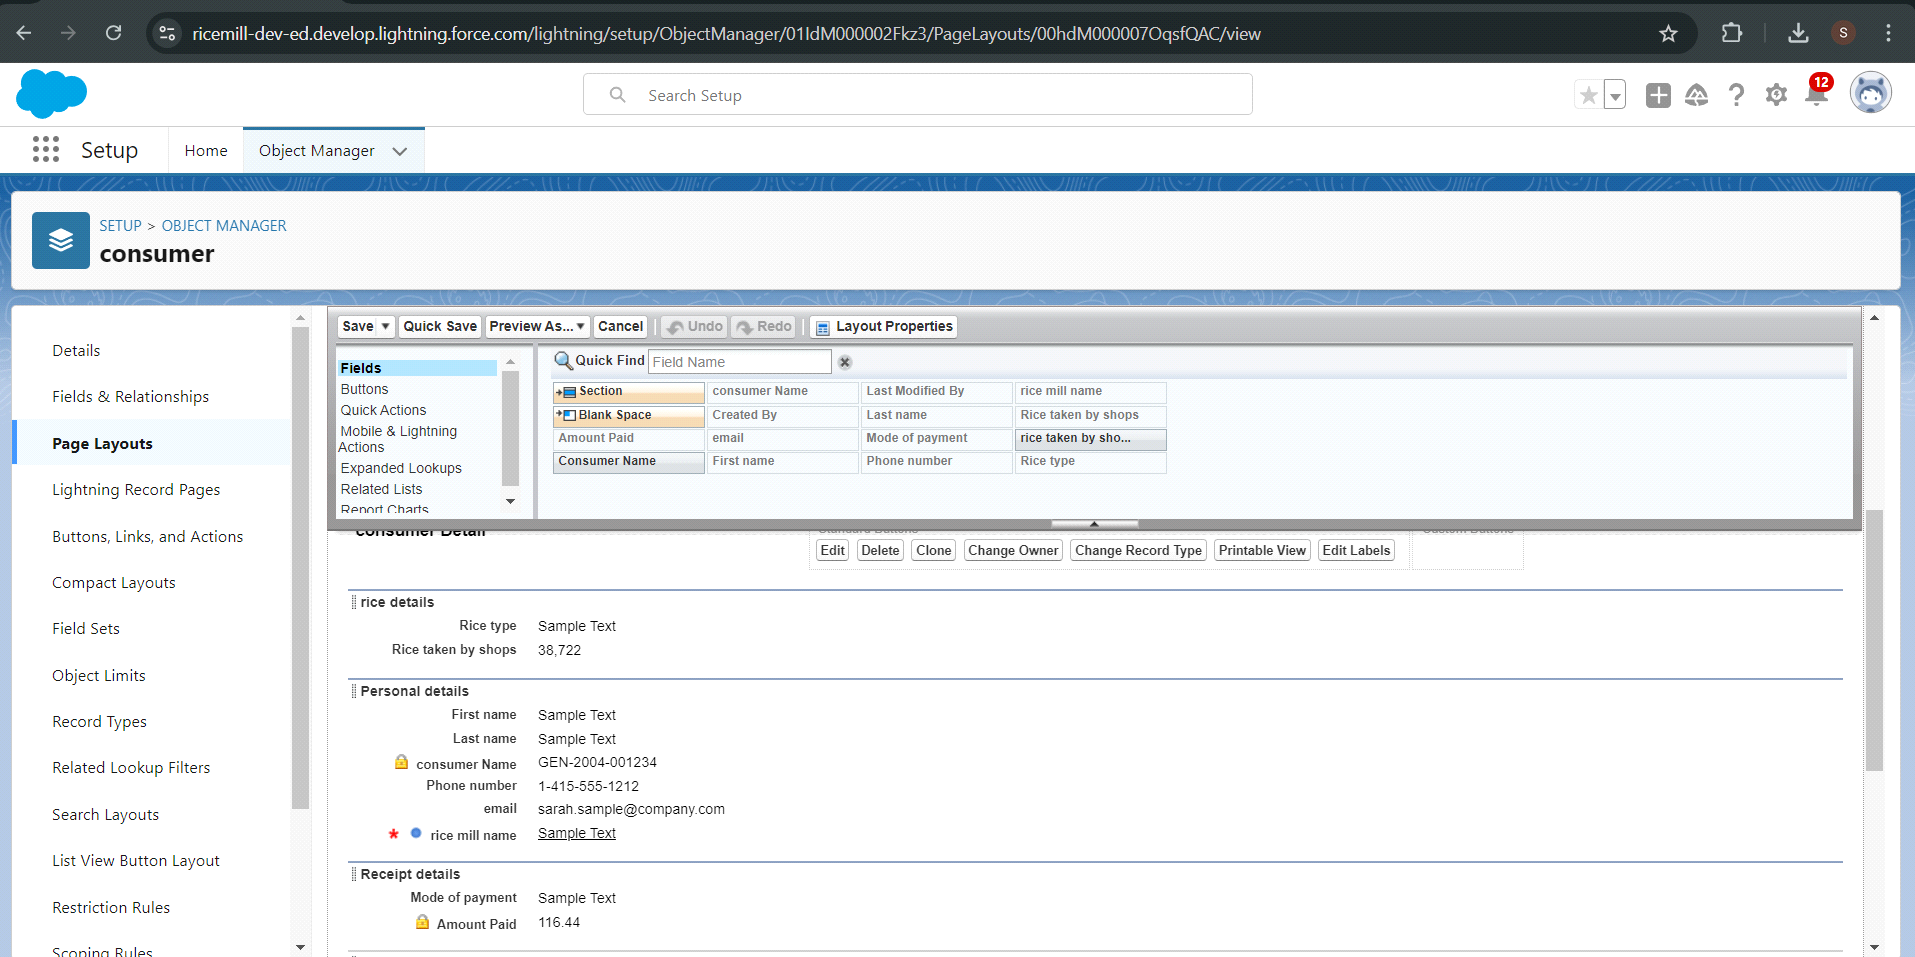 ricemill-dev-ed.develop.lightning.force.com/lightning/setup/ObjectManager/01IdM000002Fkz3/PageLayouts/00hdM000007OqsfQAC/view
S
Search Setup
12
Setup
Home
Object Manager
SETUP > OBJECT MANAGER
consumer
Details
Fields & Relationships
Page Layouts
Lightning Record Pages
Buttons, Links, and Actions
Compact Layouts
Field Sets
Object Limits
Record Types
Related Lookup Filters
Search Layouts
List View Button Layout
Restriction Rules
Scoping Rules
Save Quick Save Preview As... Cancel Undo Redo Layout Properties
Fields
Buttons
Quick Actions
Mobile & Lightning
Actions
Expanded Lookups
Related Lists
Report Charts
Quick Find Field Name
Section consumer Name Last Modified By rice mill name
Blank Space Created By Last name Rice taken by shops
Amount Paid email Mode of payment rice taken by sho...
Consumer Name First name Phone number Rice type
consumer Detail
Standard Buttons
Custom Buttons
Edit Delete Clone Change Owner Change Record Type Printable View Edit Labels
rice details
Rice type Sample Text
Rice taken by shops 38,722
Personal details
First name Sample Text
Last name Sample Text
consumer Name GEN-2004-001234
Phone number 1-415-555-1212
email sarah.sample@company.com
* rice mill name Sample Text
Receipt details
Mode of payment Sample Text
Amount Paid 116.44